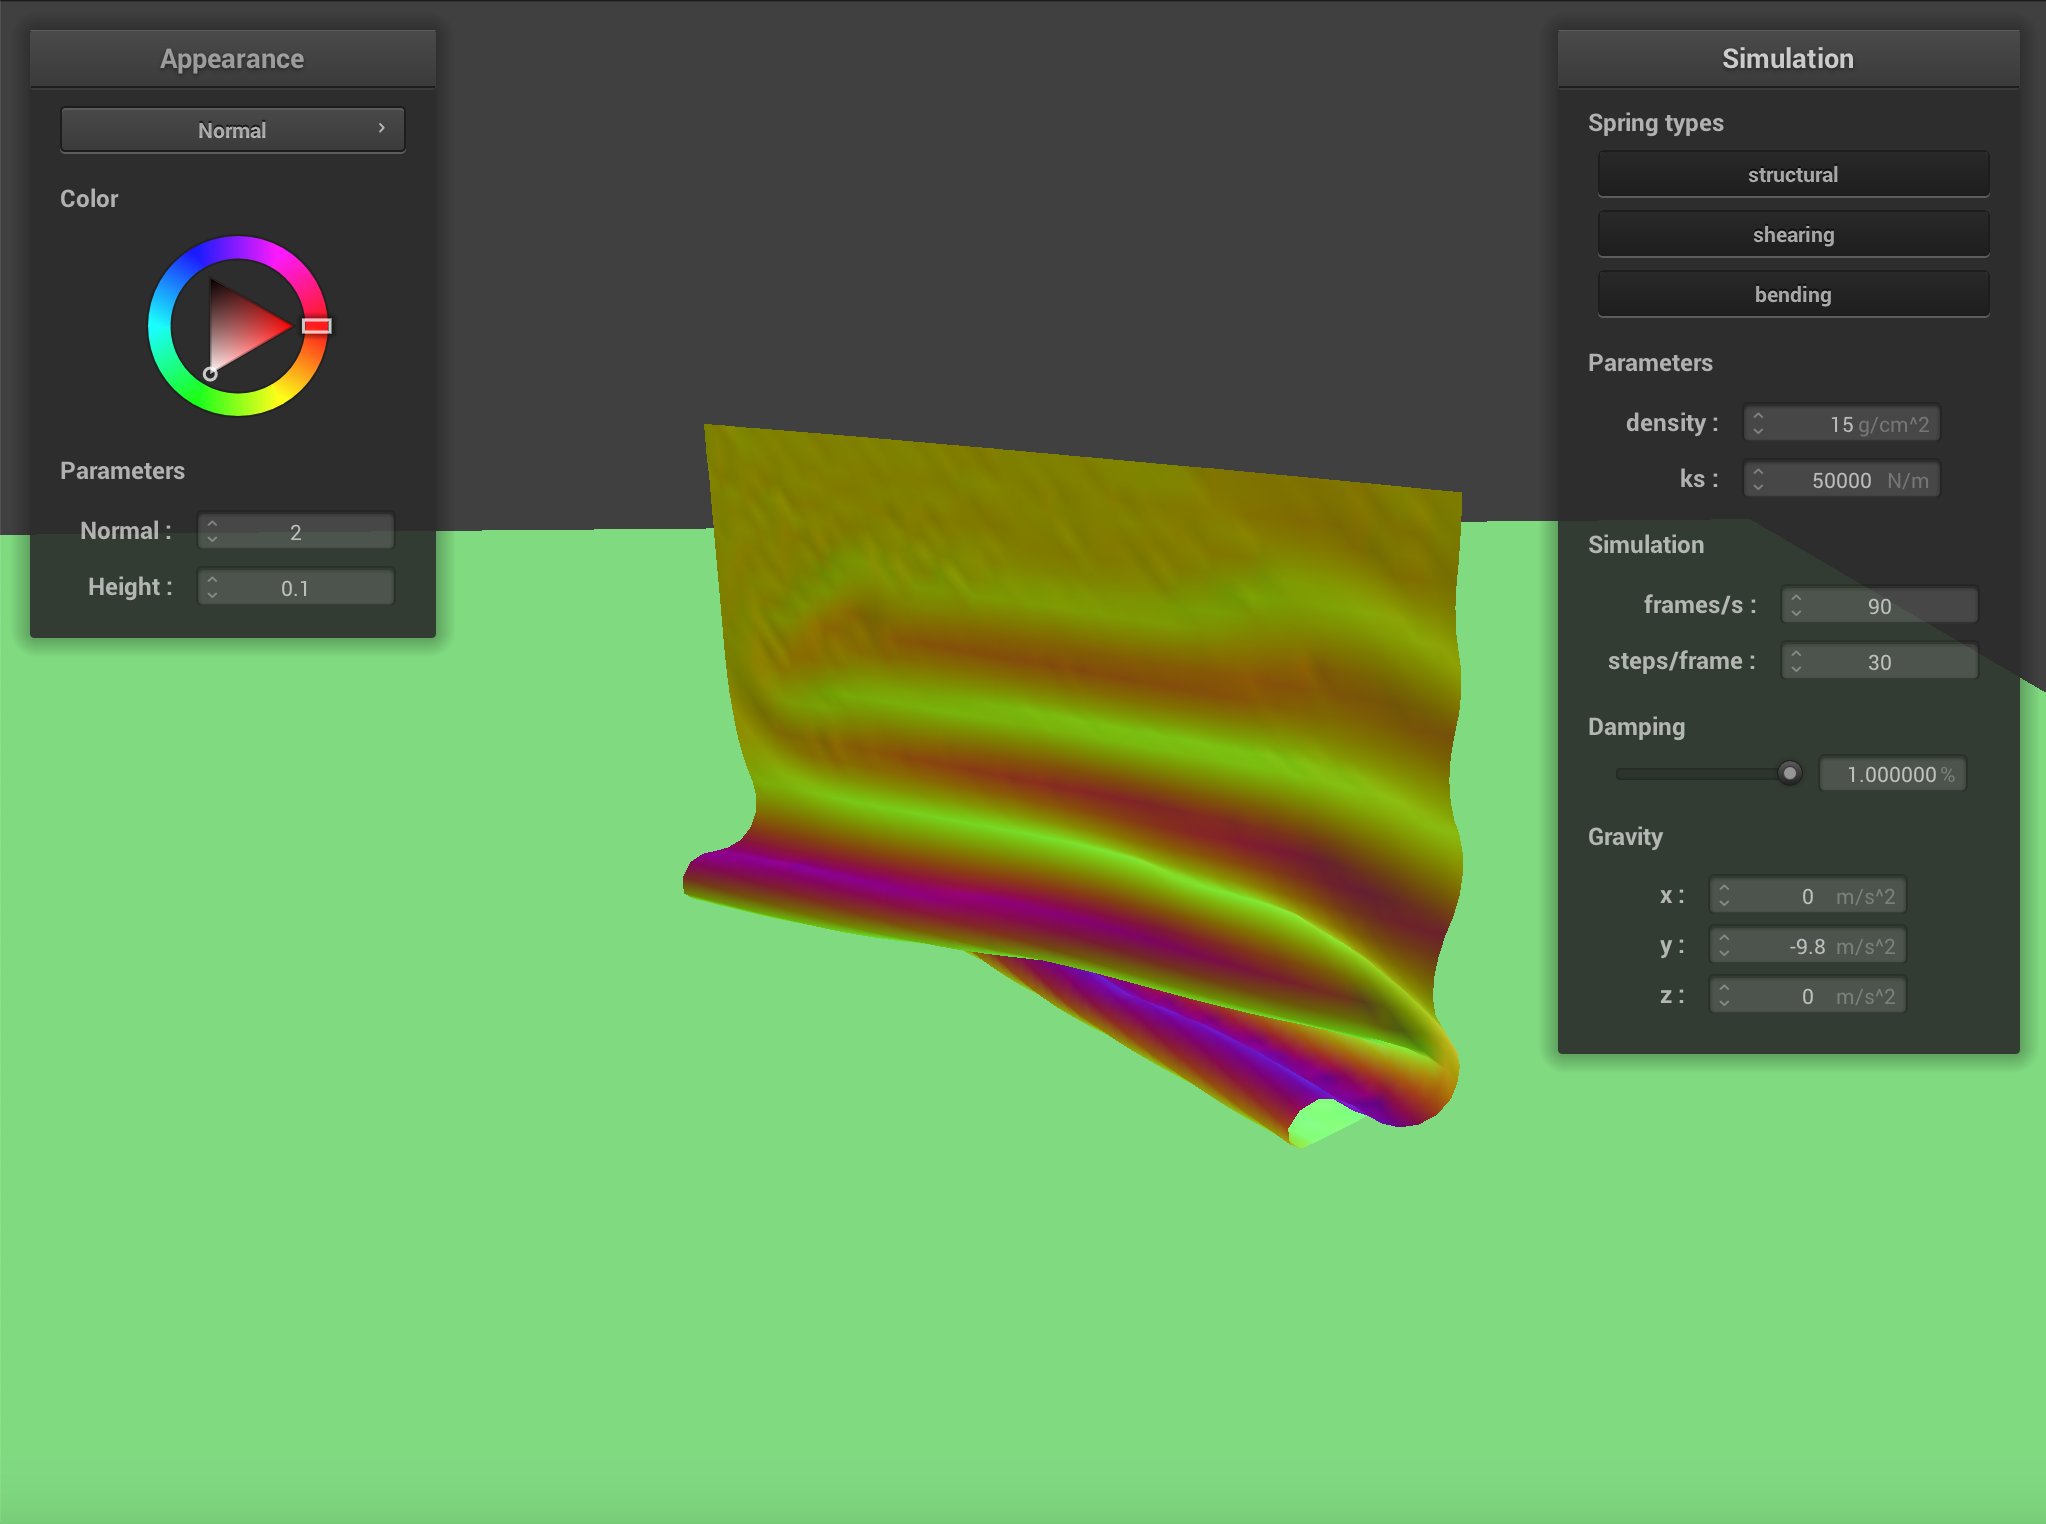 Appearance
Normal
Color
Parameters
Normal : 2
Height : 0.1
Simulation
Spring types
structural
shearing
bending
Parameters
density : 15 g/cm^2
ks : 50000 N/m
Simulation
frames/s : 90
steps/frame : 30
Damping
1.000000 %
Gravity
x : 0 m/s^2
y : -9.8 m/s^2
z : 0 m/s^2